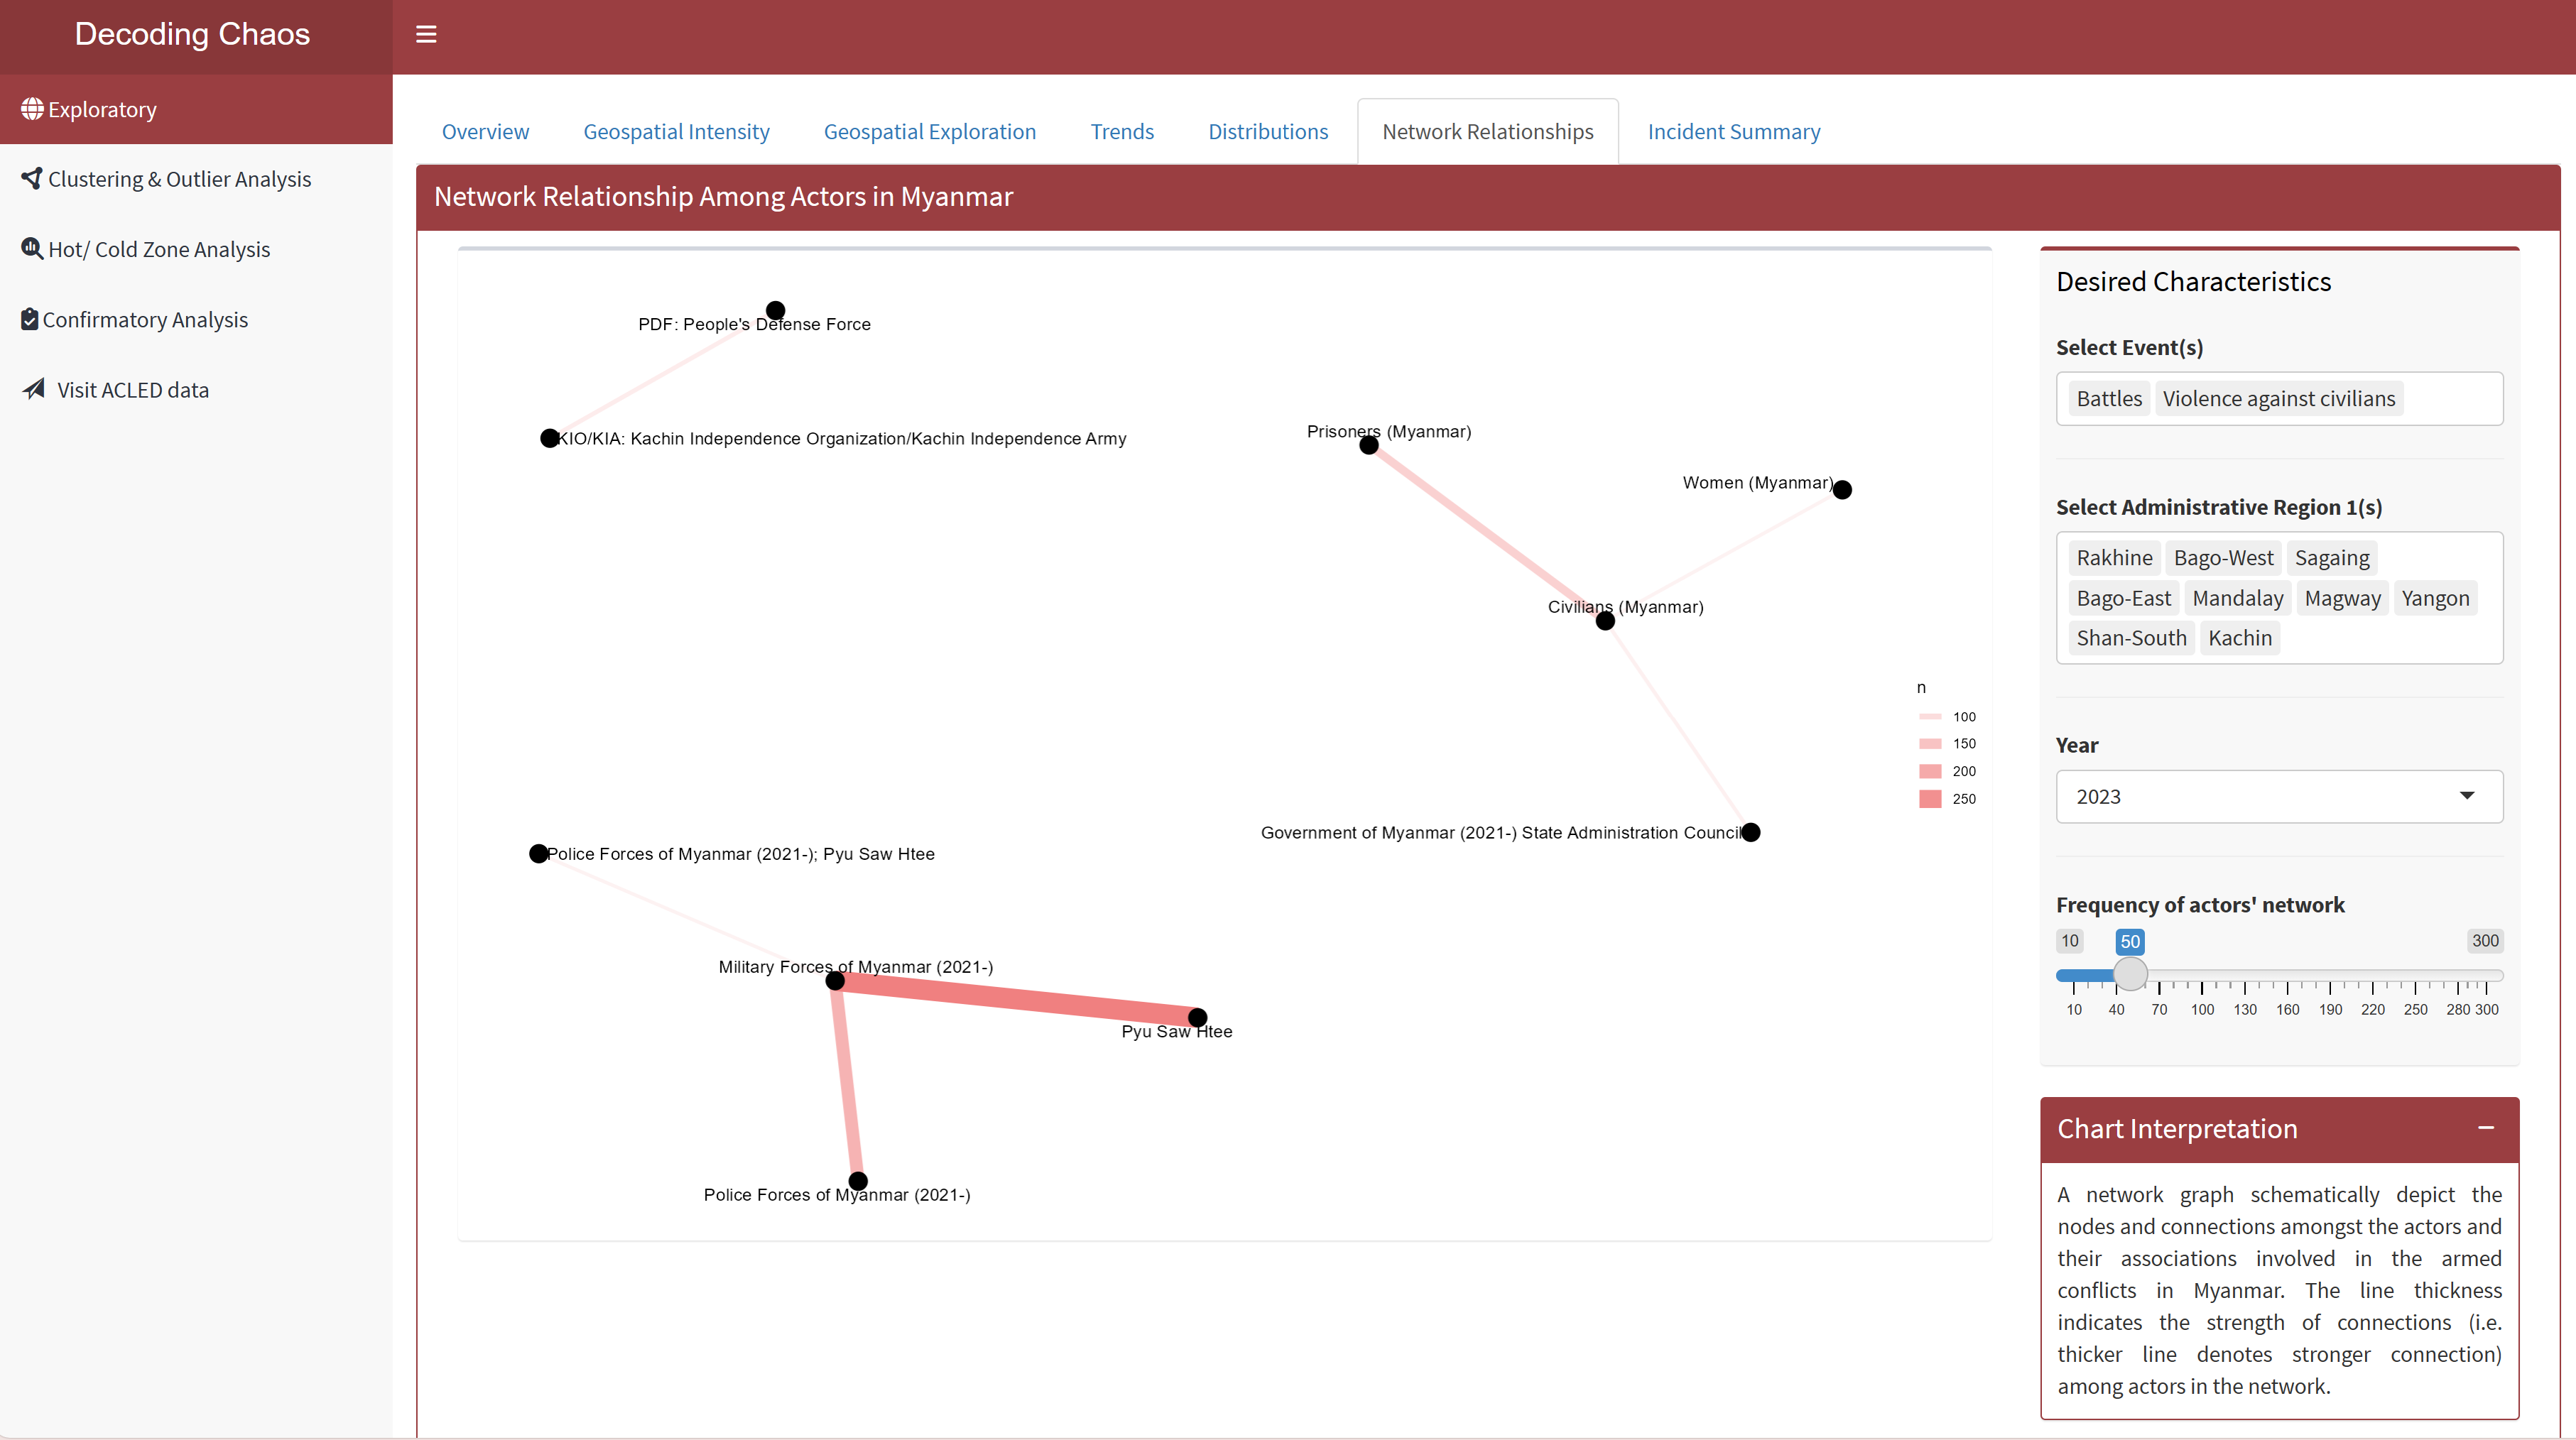 Decoding Chaos
Exploratory
Clustering & Outlier Analysis
Hot/ Cold Zone Analysis
Confirmatory Analysis
Visit ACLED data
Overview Geospatial Intensity Geospatial Exploration Trends Distributions Network Relationships Incident Summary
Network Relationship Among Actors in Myanmar
PDF: People's Defense Force
KIO/KIA: Kachin Independence Organization/Kachin Independence Army
Prisoners (Myanmar)
Women (Myanmar)
Civilians (Myanmar)
n
100
150
200
250
Government of Myanmar (2021-) State Administration Council
Police Forces of Myanmar (2021-); Pyu Saw Htee
Military Forces of Myanmar (2021-)
Pyu Saw Htee
Police Forces of Myanmar (2021-)
Desired Characteristics
Select Event(s)
Battles Violence against civilians
Select Administrative Region 1(s)
Rakhine Bago-West Sagaing
Bago-East Mandalay Magway Yangon
Shan-South Kachin
Year
2023
Frequency of actors' network
10 50 300
10 40 70 100 130 160 190 220 250 280 300
Chart Interpretation
A network graph schematically depict the
nodes and connections amongst the actors and
their associations involved in the armed
conflicts in Myanmar. The line thickness
indicates the strength of connections (i.e.
thicker line denotes stronger connection)
among actors in the network.